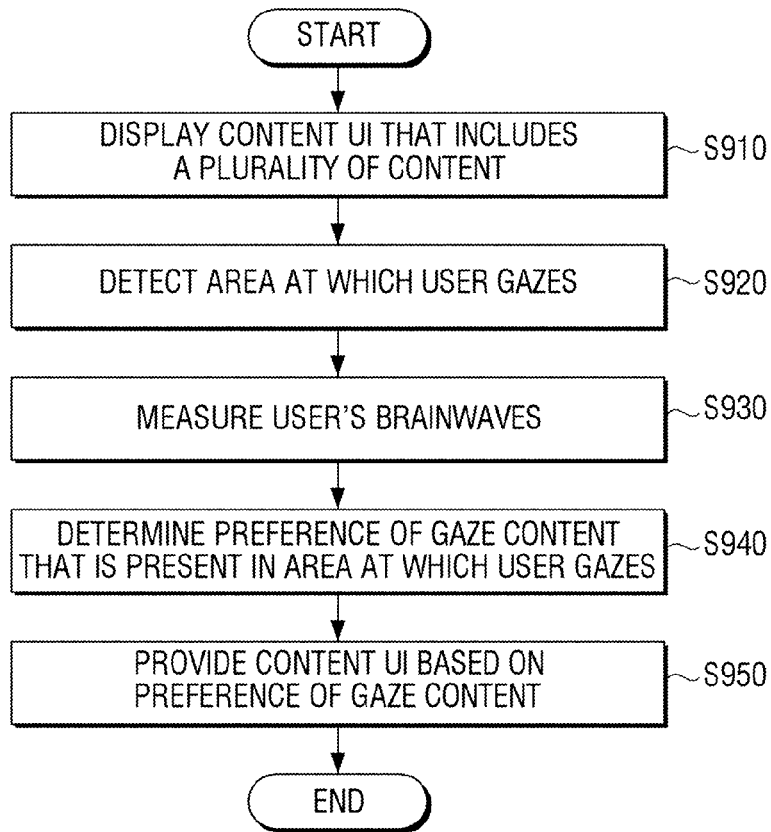 START
DISPLAY CONTENT UI THAT INCLUDES
A PLURALITY OF CONTENT
S910
DETECT AREA AT WHICH USER GAZES
S920
MEASURE USER'S BRAINWAVES
S930
DETERMINE PREFERENCE OF GAZE CONTENT
THAT IS PRESENT IN AREA AT WHICH USER GAZES
S940
PROVIDE CONTENT UI BASED ON
PREFERENCE OF GAZE CONTENT
S950
END